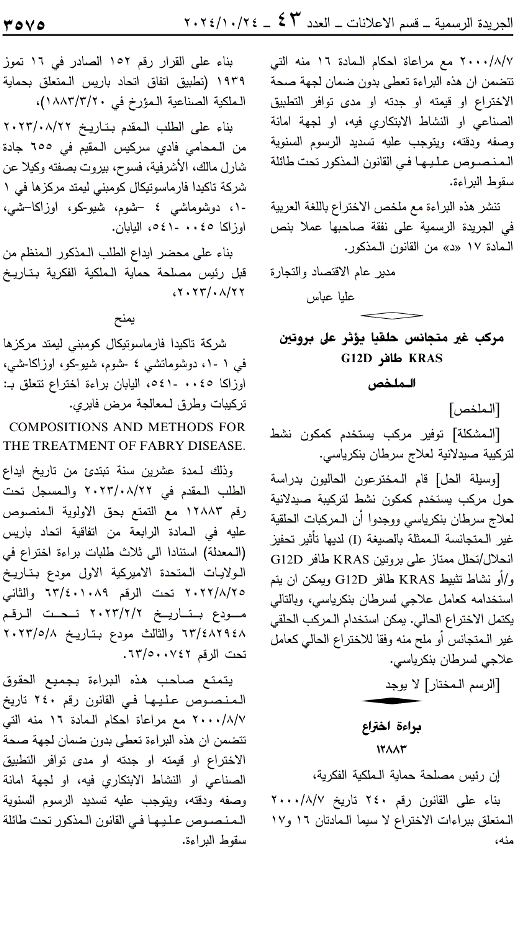 الجريدة الرسمية ــ قسم الاعلانات ــ العدد ٤٣ ــ ٢٠٢٤/١٠/٢٤
٣٥٧٥
٢٠٠٠/٨/٧ مع مراعاة احكام المادة ١٦ منه التي
تتضمن ان هذه البراءة تعطى بدون ضمان لجهة صحة
الاختراع او قيمته او جدته او مدى توافر التطبيق
الصناعي او النشاط الابتكاري فيه، او لجهة امانة
وصفه ودقته، ويتوجب عليه تسديد الرسوم السنوية
المنصوص عليها في القانون المذكور تحت طائلة
سقوط البراءة.
تنشر هذه البراءة مع ملخص الاختراع باللغة العربية
في الجريدة الرسمية على نفقة صاحبها عملا بنص
المادة ١٧ «د» من القانون المذكور.
مدير عام الاقتصاد والتجارة
عليا عباس
مركب غير متجانس حلقيا يؤثر على بروتين
KRAS طافر G12D
الملخص
[الملخص]
[المشكلة] توفير مركب يستخدم كمكون نشط
لتركيبة صيدلانية لعلاج سرطان بنكرياسي.
[وسيلة الحل] قام المخترعون الحاليون بدراسة
حول مركب يستخدم كمكون نشط لتركيبة صيدلانية
لعلاج سرطان بنكرياسي ووجدوا أن المركبات الحلقية
غير المتجانسة الممثلة بالصيغة (I) لديها تأثير تحفيز
انحلال/تحلل ممتاز على بروتين KRAS طافر G12D
و/أو نشاط تثبيط KRAS طافر G12D ويمكن ان يتم
استخدامه كعامل علاجي لسرطان بنكرياسي، وبالتالي
يكتمل الاختراع الحالي. يمكن استخدام المركب الحلقي
غير المتجانس أو ملح منه وفقا للاختراع الحالي كعامل
علاجي لسرطان بنكرياسي.
[الرسم المختار] لا يوجد
براءة اختراع
١٢٨٨٣
إن رئيس مصلحة حماية الملكية الفكرية،
بناء على القانون رقم ٢٤٠ تاريخ ٢٠٠٠/٨/٧
المتعلق ببراءات الاختراع لا سيما المادتان ١٦ و١٧
منه،
بناء على القرار رقم ١٥٢ الصادر في ١٦ تموز
١٩٣٩ (تطبيق اتفاق اتحاد باريس المتعلق بحماية
الملكية الصناعية المؤرخ في ١٨٨٣/٣/٢٠)،
بناء على الطلب المقدم بتاريخ ٢٠٢٣/٠٨/٢٢
من المحامي فادي سركيس المقيم في ٦٥٥ جادة
شارل مالك، الأشرفية، فسوح، بيروت بصفته وكيلا عن
شركة تاكيدا فارماسوتيكال كومبني ليمتد مركزها في ١
-١، دوشوماشي ٤ –شوم، شيو-كو، اوزاكا–شي،
اوزاكا ٠٠٤٥ -٥٤١، اليابان.
بناء على محضر ايداع الطلب المذكور المنظم من
قبل رئيس مصلحة حماية الملكية الفكرية بتاريخ
٢٠٢٣/٠٨/٢٢،
يمنح
شركة تاكيدا فارماسوتيكال كومبني ليمتد مركزها
في ١ -١، دوشوماتشي ٤ -شوم، شيو-كو، اوزاكا-شي،
اوزاكا ٠٠٤٥ -٥٤١، اليابان براءة اختراع تتعلق بـ:
تركيبات وطرق لمعالجة مرض فابري.
COMPOSITIONS AND METHODS FOR
THE TREATMENT OF FABRY DISEASE.
وذلك لمدة عشرين سنة تبتدئ من تاريخ ايداع
الطلب المقدم في ٢٠٢٣/٠٨/٢٢ والمسجل تحت
رقم ١٢٨٨٣ مع التمتع بحق الاولوية المنصوص
عليه في المادة الرابعة من اتفاقية اتحاد باريس
(المعدلة) استنادا الى ثلاث طلبات براءة اختراع في
الولايات المتحدة الاميركية الاول مودع بتاريخ
٢٠٢٢/٨/٢٥ تحت الرقم ٦٣/٤٠١٠٨٩ والثاني
مودع بتاريخ ٢٠٢٣/٢/٢ تحت الرقم
٦٣/٤٨٢٩٤٨ والثالث مودع بتاريخ ٢٠٢٣/٥/٨
تحت الرقم ٦٣/٥٠٠٧٤٢.
يتمتع صاحب هذه البراءة بجميع الحقوق
المنصوص عليها في القانون رقم ٢٤٠ تاريخ
٢٠٠٠/٨/٧ مع مراعاة احكام المادة ١٦ منه التي
تتضمن ان هذه البراءة تعطى بدون ضمان لجهة صحة
الاختراع او قيمته او جدته او مدى توافر التطبيق
الصناعي او النشاط الابتكاري فيه، او لجهة امانة
وصفه ودقته، ويتوجب عليه تسديد الرسوم السنوية
المنصوص عليها في القانون المذكور تحت طائلة
سقوط البراءة.